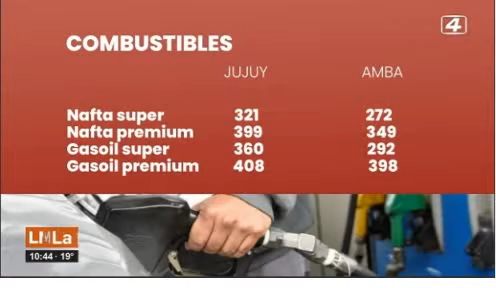 4
COMBUSTIBLES
JUJUY AMBA
Nafta super 321 272
Nafta premium 399 349
Gasoil super 360 292
Gasoil premium 408 398
LMLa
10:44 - 19°